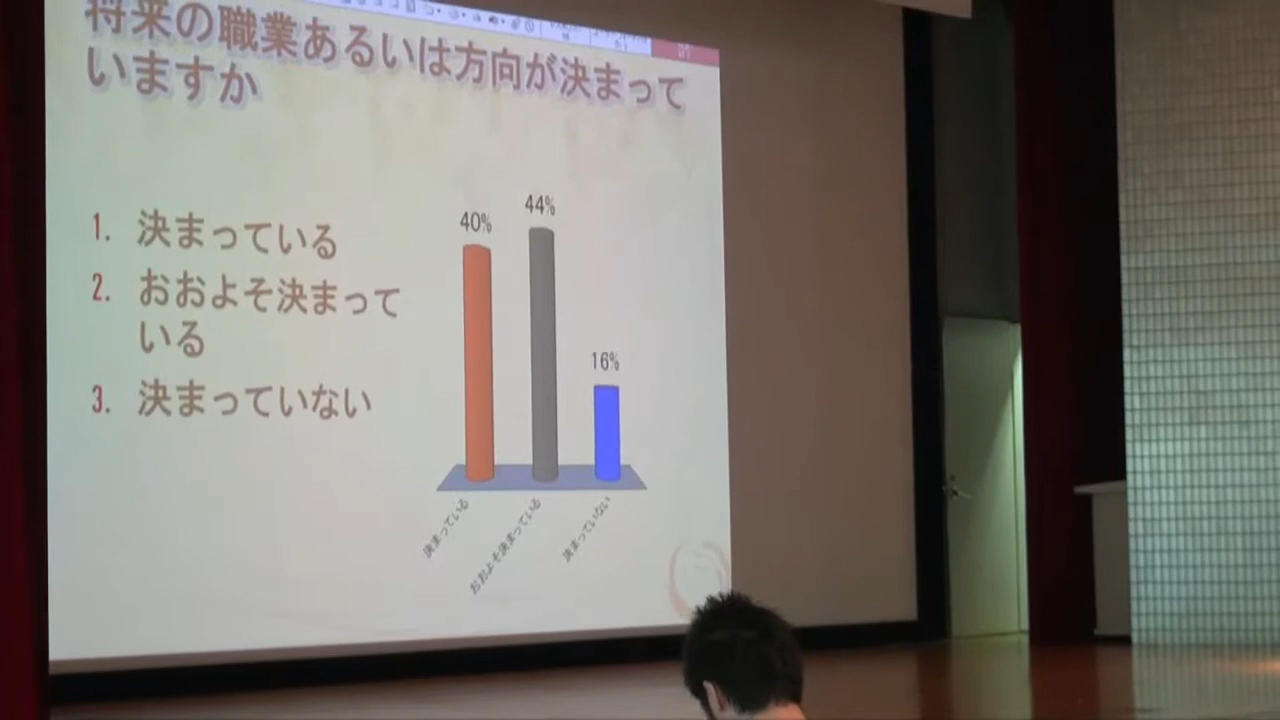 将来の職業あるいは方向が決まって
いますか
1. 決まっている
2. おおよそ決まって
いる
3. 決まっていない
40%
44%
16%
決まっている
おおよそ決まっている
決まっていない